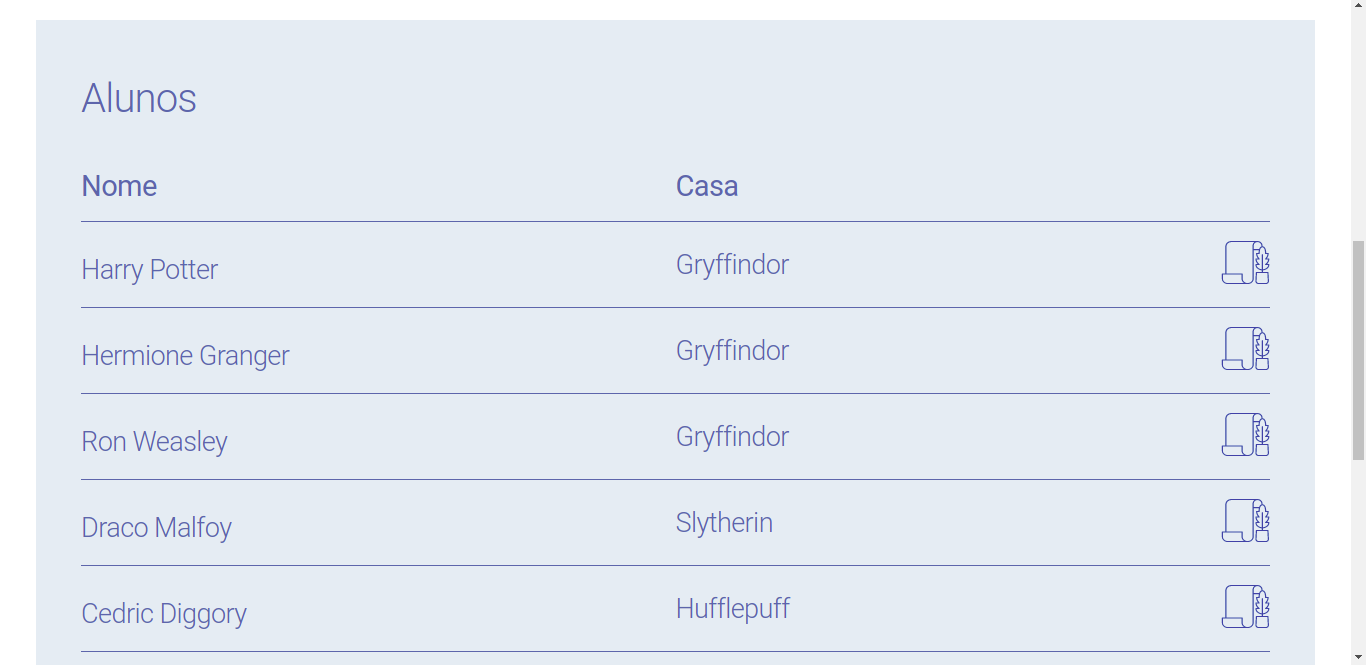 Alunos
Nome Casa
Harry Potter Gryffindor
Hermione Granger Gryffindor
Ron Weasley Gryffindor
Draco Malfoy Slytherin
Cedric Diggory Hufflepuff